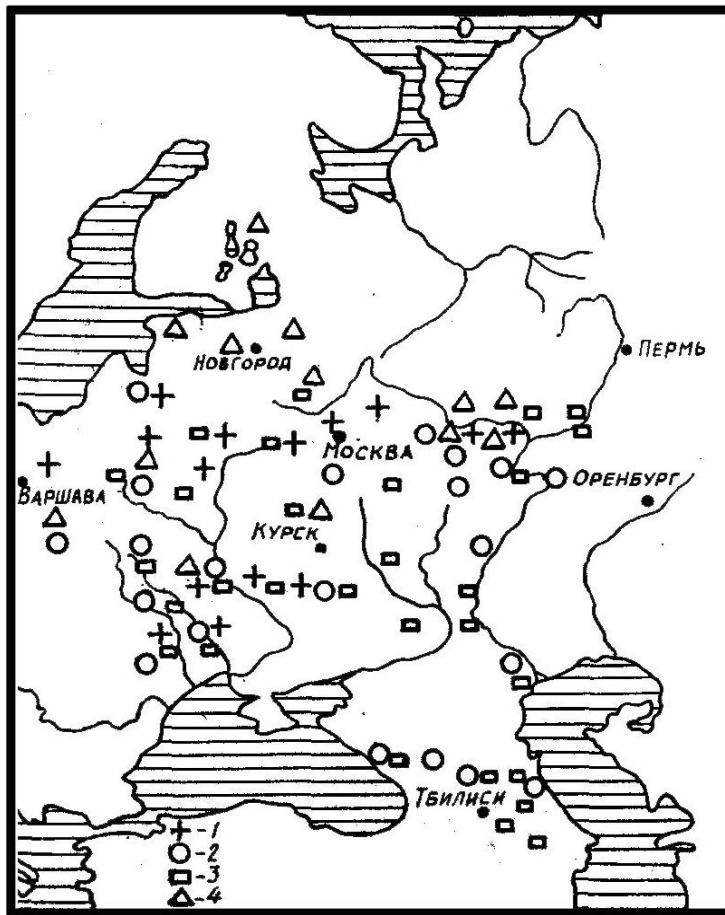 НОВГОРОД
ПЕРМЬ
МОСКВА
ВАРШАВА
ОРЕНБУРГ
КУРСК
ТБИЛИСИ
-1
-2
-3
-4